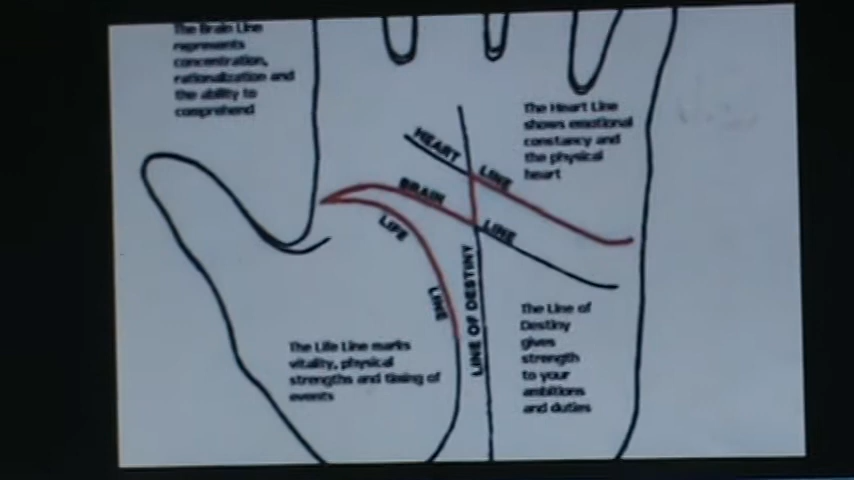 The Brain Line
represents
concentration,
rationalization and
the ability to
comprehend
The Heart Line
shows emotional
constancy and
the physical
heart
HEART LINE
BRAIN LINE
LIFE LINE
LINE OF DESTINY
The Life Line marks
vitality, physical
strengths and timing of
events
The Line of
Destiny
gives
strength
to your
ambitions
and duties